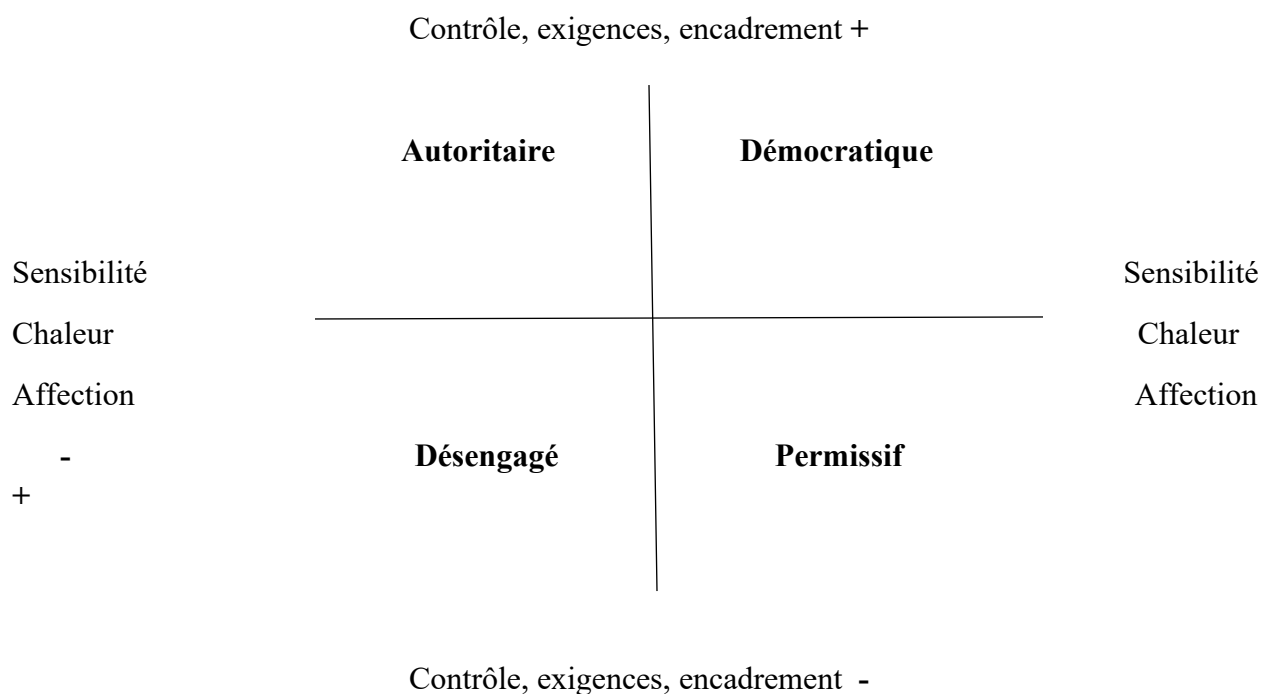 Contrôle, exigences, encadrement +
Autoritaire Démocratique
Sensibilité Sensibilité
Chaleur Chaleur
Affection Affection
- Désengagé Permissif
+
Contrôle, exigences, encadrement -